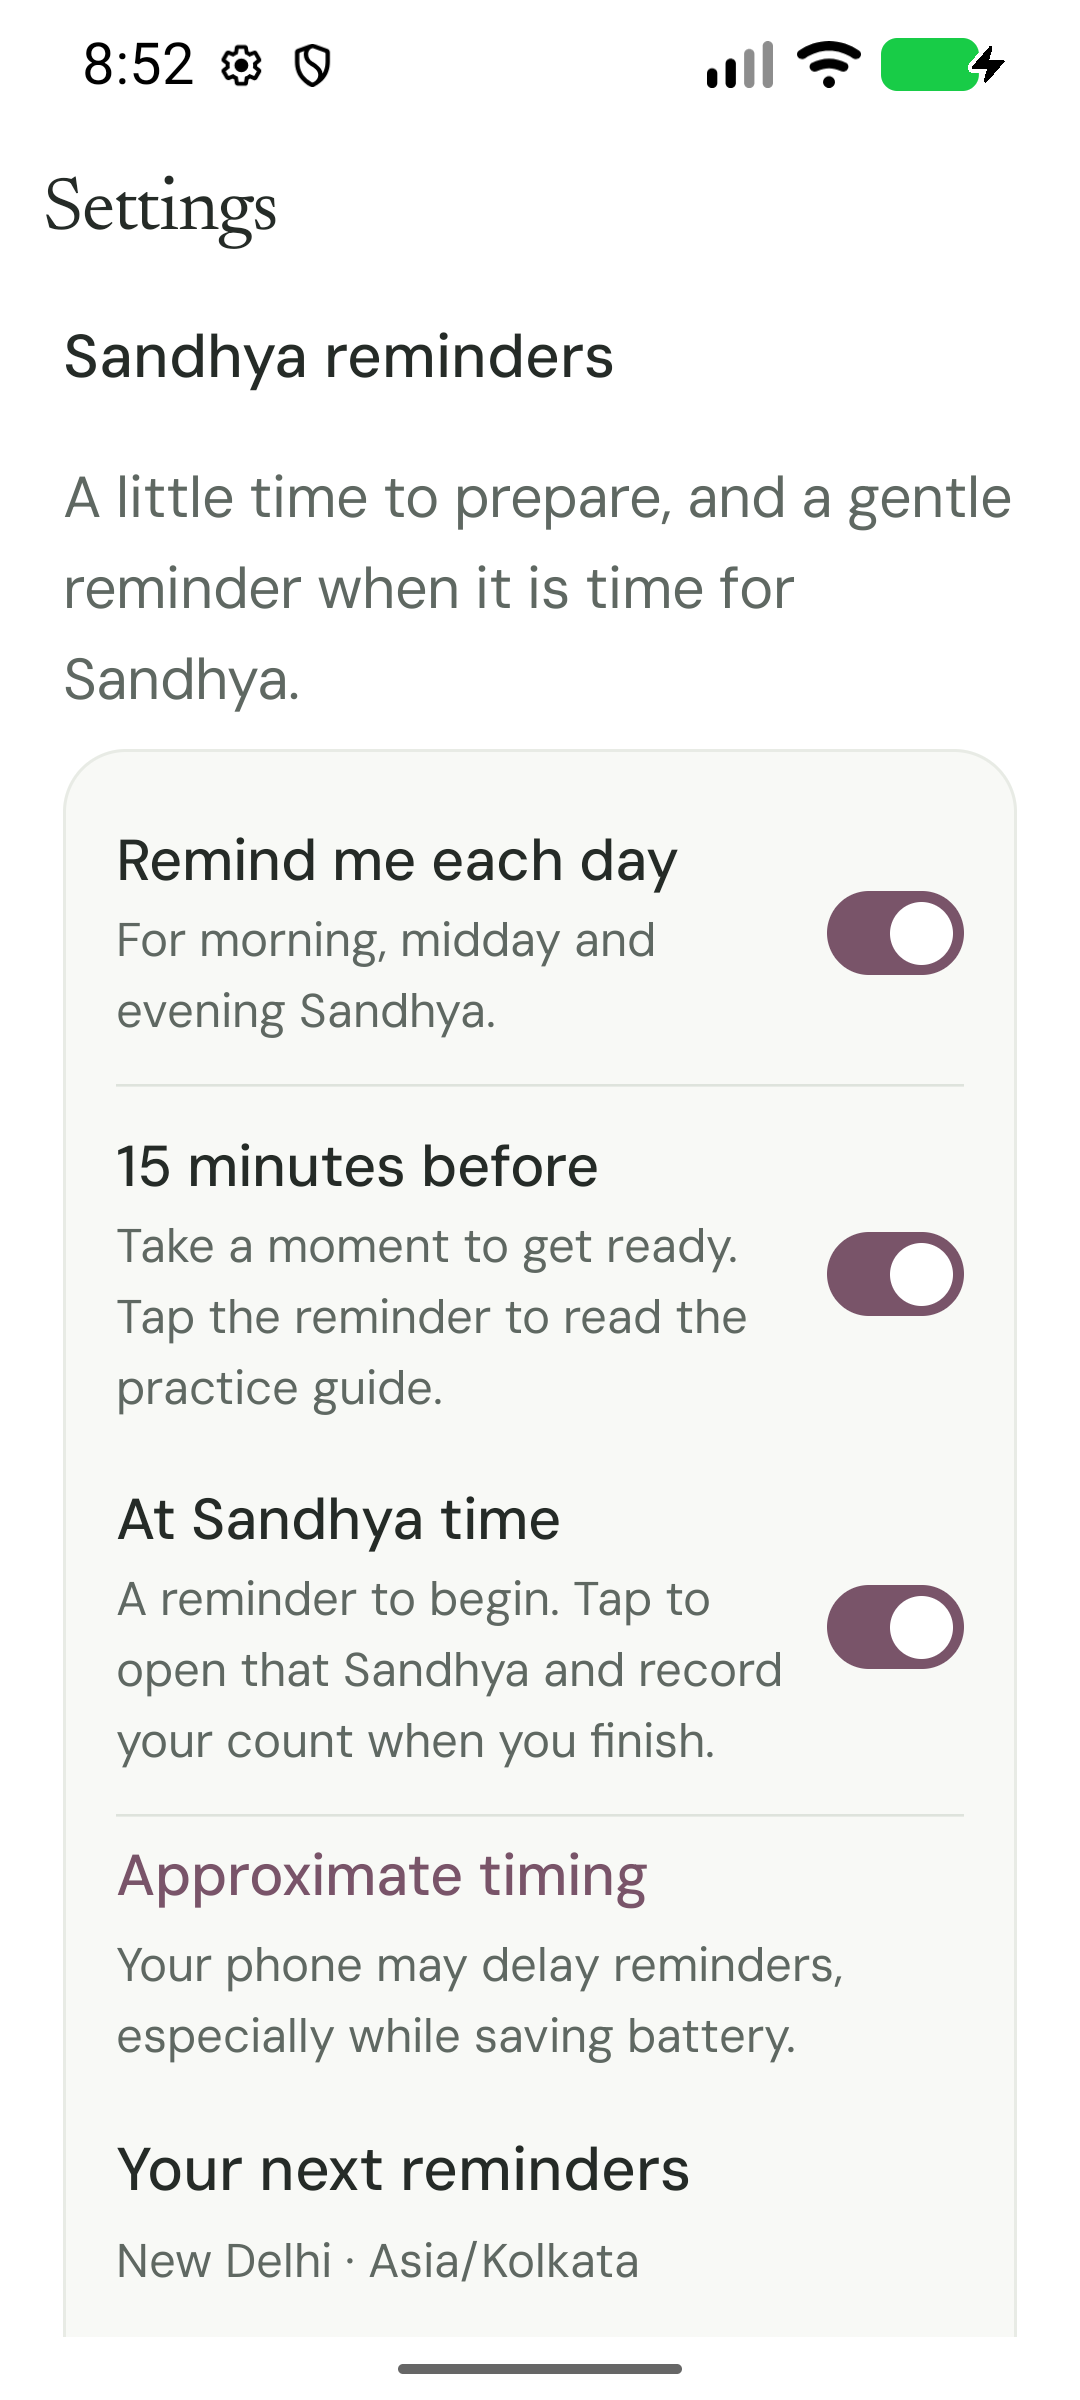 8:52
Settings
Sandhya reminders
A little time to prepare, and a gentle
reminder when it is time for
Sandhya.
Remind me each day
For morning, midday and
evening Sandhya.
15 minutes before
Take a moment to get ready.
Tap the reminder to read the
practice guide.
At Sandhya time
A reminder to begin. Tap to
open that Sandhya and record
your count when you finish.
Approximate timing
Your phone may delay reminders,
especially while saving battery.
Your next reminders
New Delhi · Asia/Kolkata